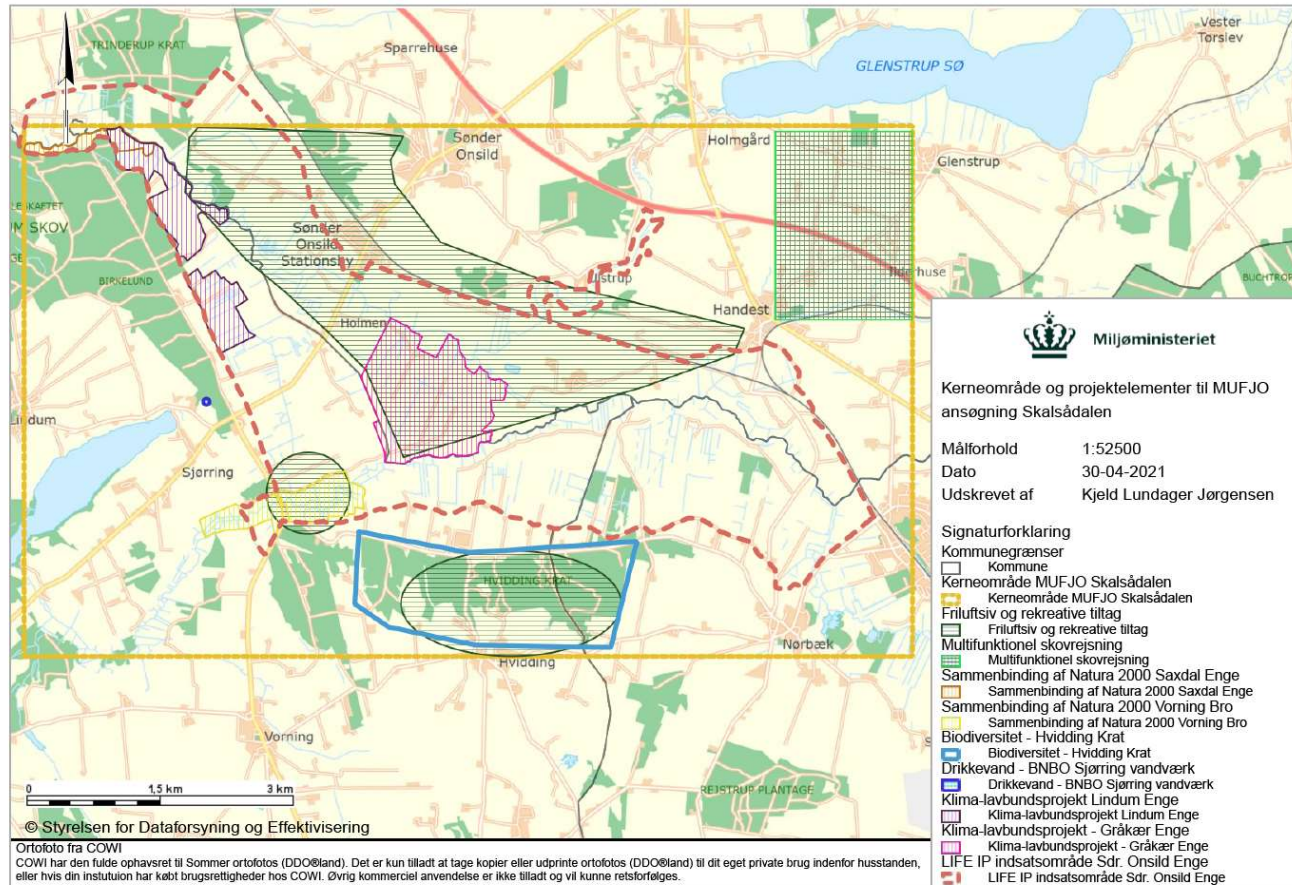 TRINDERUP KRAT
Sparrehuse
Vester
Tørslev
GLENSTRUP SØ
Sønder
Onsild
Holmgård
Glenstrup
UM SKOV
Sønder
Onsild
Stationsby
BIRKELUND
Ulstrup
BUCHTROP
Handest
Holmen
Lindum
Sjørring
HVIDDING KRAT
Nørbæk
Hvidding
Vorning
REJSTRUP PLANTAGE
0 1,5 km 3 km
© Styrelsen for Dataforsyning og Effektivisering
Ortofoto fra COWI
COWI har den fulde ophavsret til Sommer ortofotos (DDO®land). Det er kun tilladt at tage kopier eller udprinte ortofotos (DDO®land) til dit eget private brug indenfor husstanden,
eller hvis din instutuion har købt brugsrettigheder hos COWI. Øvrig kommerciel anvendelse er ikke tilladt og vil kunne retsforfølges.
Miljøministeriet
Kerneområde og projektelementer til MUFJO
ansøgning Skalsådalen
Målforhold 1:52500
Dato 30-04-2021
Udskrevet af Kjeld Lundager Jørgensen
Signaturforklaring
Kommunegrænser
Kommune
Kerneområde MUFJO Skalsådalen
Kerneområde MUFJO Skalsådalen
Friluftsiv og rekreative tiltag
Friluftsiv og rekreative tiltag
Multifunktionel skovrejsning
Multifunktionel skovrejsning
Sammenbinding af Natura 2000 Saxdal Enge
Sammenbinding af Natura 2000 Saxdal Enge
Sammenbinding af Natura 2000 Vorning Bro
Sammenbinding af Natura 2000 Vorning Bro
Biodiversitet - Hvidding Krat
Biodiversitet - Hvidding Krat
Drikkevand - BNBO Sjørring vandværk
Drikkevand - BNBO Sjørring vandværk
Klima-lavbundsprojekt Lindum Enge
Klima-lavbundsprojekt Lindum Enge
Klima-lavbundsprojekt - Gråkær Enge
Klima-lavbundsprojekt - Gråkær Enge
LIFE IP indsatsområde Sdr. Onsild Enge
LIFE IP indsatsområde Sdr. Onsild Enge